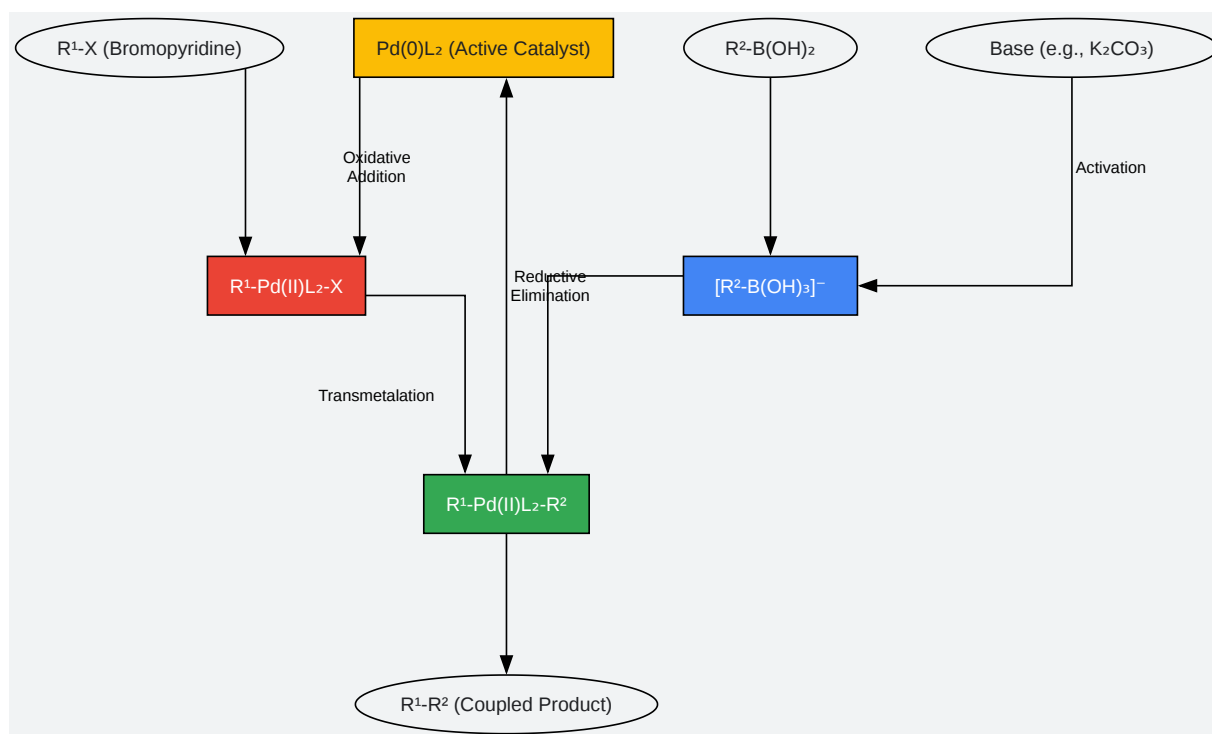 R¹-X (Bromopyridine)
Pd(0)L₂ (Active Catalyst)
R²-B(OH)₂
Base (e.g., K₂CO₃)
Oxidative
Addition
Activation
R¹-Pd(II)L₂-X
Reductive
Elimination
[R²-B(OH)₃]⁻
Transmetalation
R¹-Pd(II)L₂-R²
R¹-R² (Coupled Product)